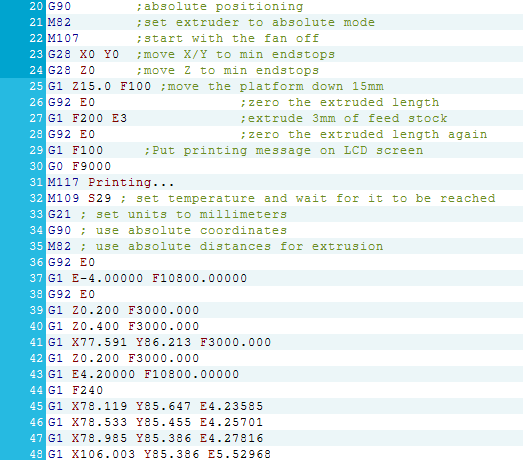 20 G90 ;absolute positioning
21 M82 ;set extruder to absolute mode
22 M107 ;start with the fan off
23 G28 X0 Y0 ;move X/Y to min endstops
24 G28 Z0 ;move Z to min endstops
25 G1 Z15.0 F100 ;move the platform down 15mm
26 G92 E0 ;zero the extruded length
27 G1 F200 E3 ;extrude 3mm of feed stock
28 G92 E0 ;zero the extruded length again
29 G1 F100 ;Put printing message on LCD screen
30 G0 F9000
31 M117 Printing...
32 M109 S29 ; set temperature and wait for it to be reached
33 G21 ; set units to millimeters
34 G90 ; use absolute coordinates
35 M82 ; use absolute distances for extrusion
36 G92 E0
37 G1 E-4.00000 F10800.00000
38 G92 E0
39 G1 Z0.200 F3000.000
40 G1 Z0.400 F3000.000
41 G1 X77.591 Y86.213 F3000.000
42 G1 Z0.200 F3000.000
43 G1 E4.20000 F10800.00000
44 G1 F240
45 G1 X78.119 Y85.647 E4.23585
46 G1 X78.533 Y85.455 E4.25701
47 G1 X78.985 Y85.386 E4.27816
48 G1 X106.003 Y85.386 E5.52968